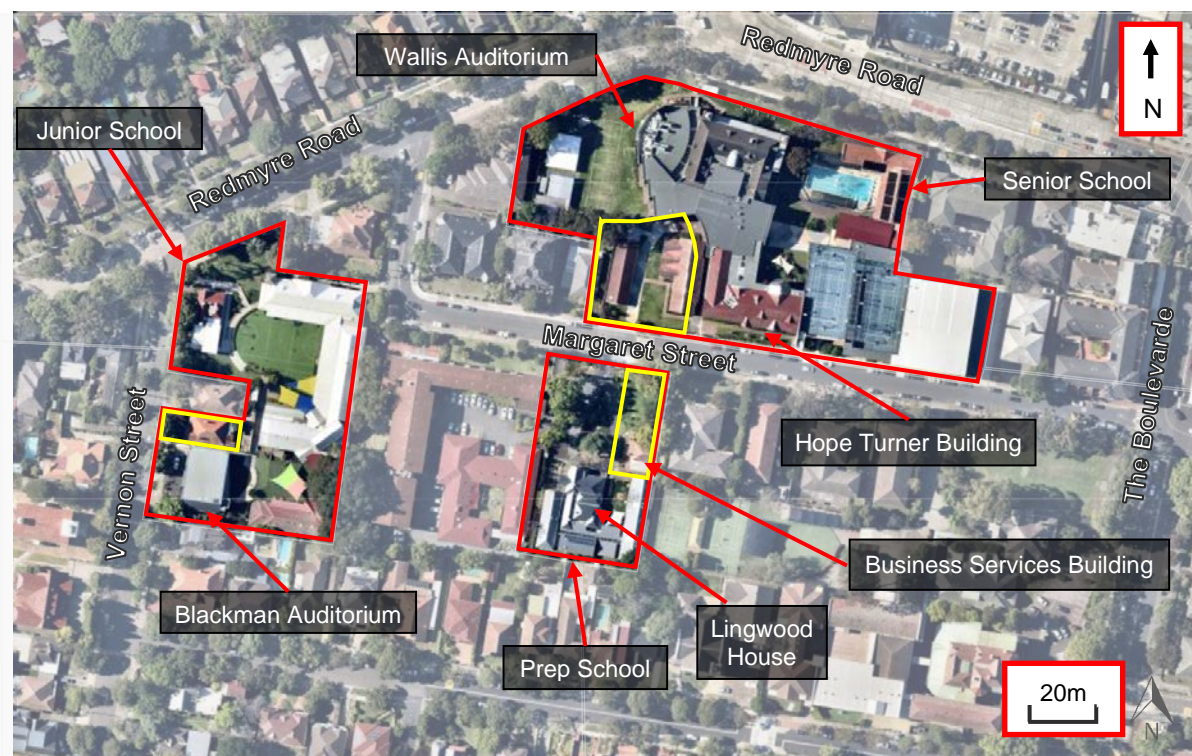 Redmyre Road
Wallis Auditorium
N
Junior School
Redmyre Road
Senior School
Margaret Street
Hope Turner Building
Vernon Street
The Boulevarde
Business Services Building
Blackman Auditorium
Lingwood
House
Prep School
20m
N